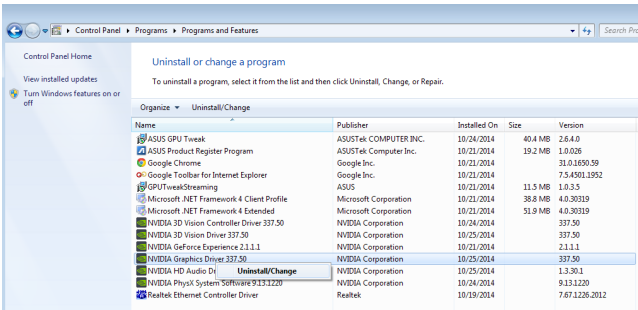 Control Panel ▸ Programs ▸ Programs and Features
Search Pro
Control Panel Home
View installed updates
Turn Windows features on or
off
Uninstall or change a program
To uninstall a program, select it from the list and then click Uninstall, Change, or Repair.
Organize Uninstall/Change
Name Publisher Installed On Size Version
ASUS GPU Tweak ASUSTek COMPUTER INC. 10/24/2014 40.4 MB 2.6.4.0
ASUS Product Register Program ASUSTek Computer Inc. 10/21/2014 19.2 MB 1.0.026
Google Chrome Google Inc. 10/21/2014 31.0.1650.59
Google Toolbar for Internet Explorer Google Inc. 10/21/2014 7.5.4501.1952
GPUTweakStreaming ASUS 10/21/2014 11.5 MB 1.0.3.5
Microsoft .NET Framework 4 Client Profile Microsoft Corporation 10/21/2014 38.8 MB 4.0.30319
Microsoft .NET Framework 4 Extended Microsoft Corporation 10/21/2014 51.9 MB 4.0.30319
NVIDIA 3D Vision Controller Driver 337.50 NVIDIA Corporation 10/24/2014 337.50
NVIDIA 3D Vision Driver 337.50 NVIDIA Corporation 10/25/2014 337.50
NVIDIA GeForce Experience 2.1.1.1 NVIDIA Corporation 10/21/2014 2.1.1.1
NVIDIA Graphics Driver 337.50 NVIDIA Corporation 10/25/2014 337.50
NVIDIA HD Audio Dr Uninstall/Change NVIDIA Corporation 10/24/2014 1.3.30.1
NVIDIA PhysX System Software 9.13.1220 NVIDIA Corporation 10/24/2014 9.13.1220
Realtek Ethernet Controller Driver Realtek 10/19/2014 7.67.1226.2012